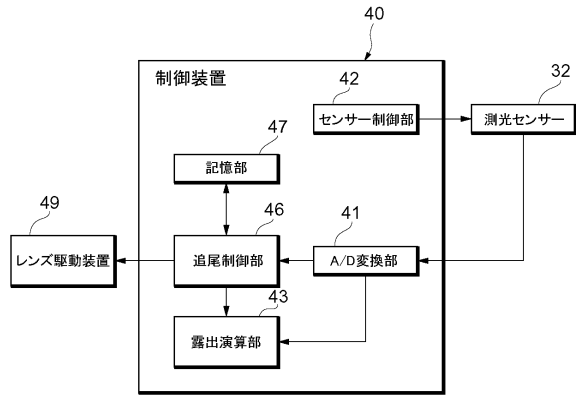 40
制御装置
42
センサー制御部
32
測光センサー
47
記憶部
49
レンズ駆動装置
46
追尾制御部
41
A/D変換部
43
露出演算部